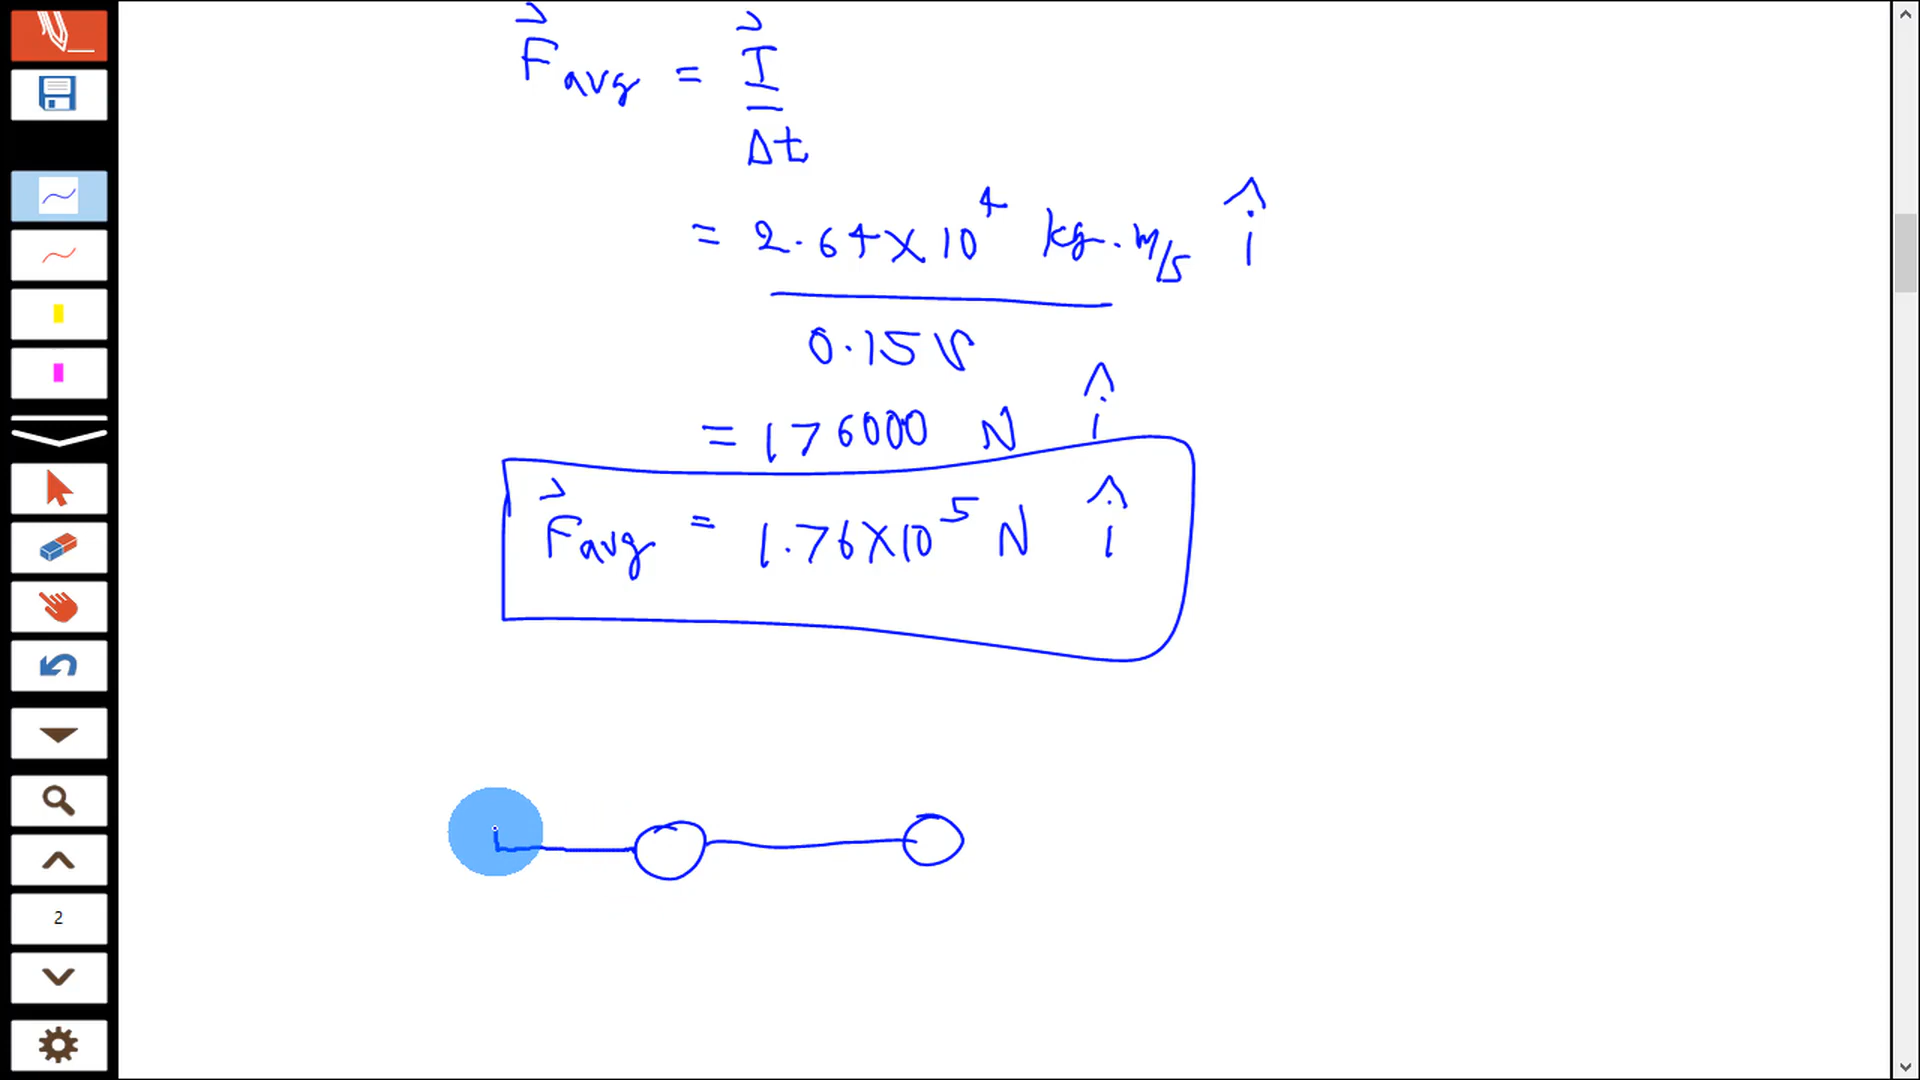 F⃗avg = I⃗
Δt
= 2.64 × 10⁴ kg.m/s î
0.15 s
= 176000 N î
F⃗avg = 1.76 × 10⁵ N î
2